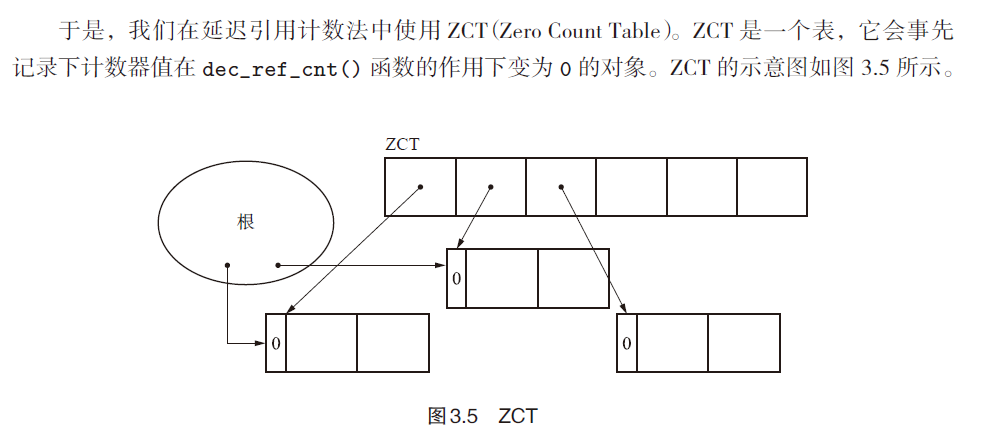 于是，我们在延迟引用计数法中使用 ZCT（Zero Count Table）。ZCT 是一个表，它会事先
记录下计数器值在 dec_ref_cnt() 函数的作用下变为 0 的对象。ZCT 的示意图如图 3.5 所示。
ZCT
根
0
0
0
图3.5 ZCT